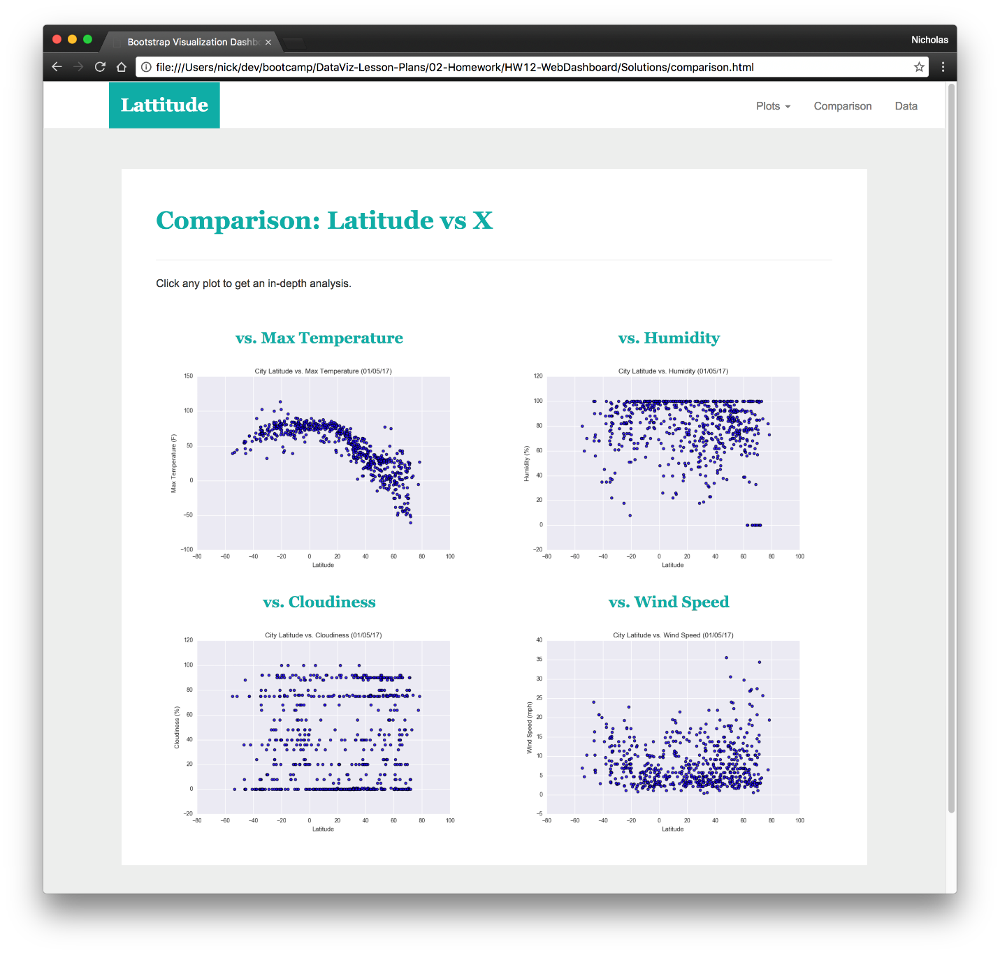 Bootstrap Visualization Dashb
Nicholas
file:///Users/nick/dev/bootcamp/DataViz-Lesson-Plans/02-Homework/HW12-WebDashboard/Solutions/comparison.html
Lattitude
Plots Comparison Data
Comparison: Latitude vs X
Click any plot to get an in-depth analysis.
vs. Max Temperature
City Latitude vs. Max Temperature (01/05/17)
Max Temperature (F)
150
100
50
0
−50
−100
−80 −60 −40 −20 0 20 40 60 80 100
Latitude
vs. Humidity
City Latitude vs. Humidity (01/05/17)
Humidity (%)
120
100
80
60
40
20
0
−20
−80 −60 −40 −20 0 20 40 60 80 100
Latitude
vs. Cloudiness
City Latitude vs. Cloudiness (01/05/17)
Cloudiness (%)
120
100
80
60
40
20
0
−20
−80 −60 −40 −20 0 20 40 60 80 100
Latitude
vs. Wind Speed
City Latitude vs. Wind Speed (01/05/17)
Wind Speed (mph)
40
35
30
25
20
15
10
5
0
−5
−80 −60 −40 −20 0 20 40 60 80 100
Latitude